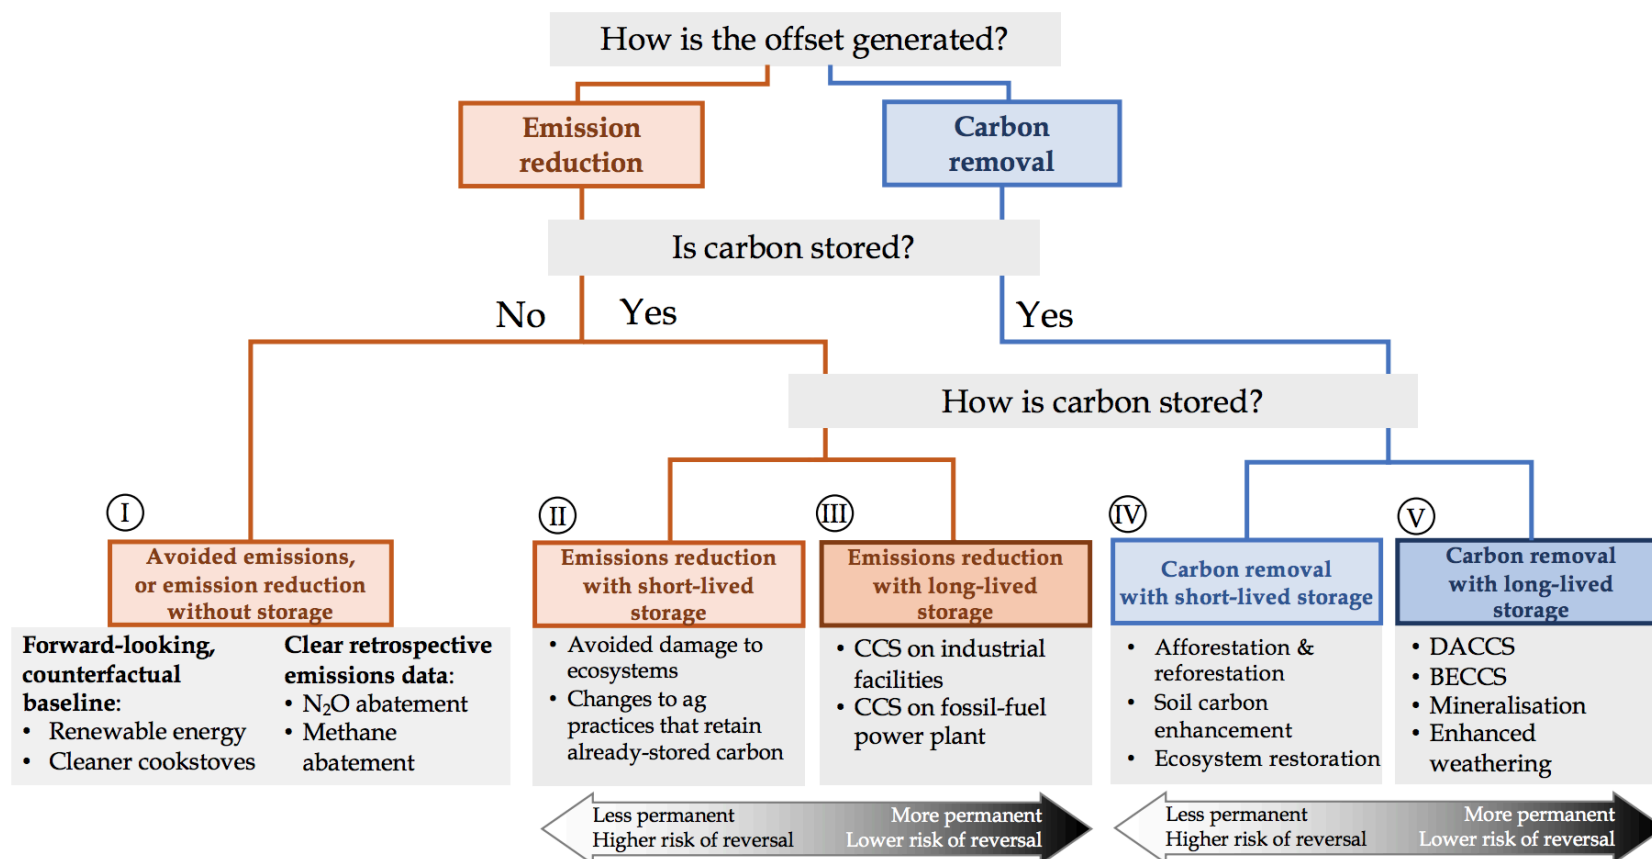 How is the offset generated?
Emission
reduction
Carbon
removal
Is carbon stored?
No
Yes
Yes
How is carbon stored?
I
Avoided emissions,
or emission reduction
without storage
Forward-looking,
counterfactual
baseline:
• Renewable energy
• Cleaner cookstoves
Clear retrospective
emissions data:
• N₂O abatement
• Methane
abatement
II
Emissions reduction
with short-lived
storage
• Avoided damage to
ecosystems
• Changes to ag
practices that retain
already-stored carbon
III
Emissions reduction
with long-lived
storage
• CCS on industrial
facilities
• CCS on fossil-fuel
power plant
IV
Carbon removal
with short-lived storage
• Afforestation &
reforestation
• Soil carbon
enhancement
• Ecosystem restoration
V
Carbon removal
with long-lived
storage
• DACCS
• BECCS
• Mineralisation
• Enhanced
weathering
Less permanent
Higher risk of reversal
More permanent
Lower risk of reversal
Less permanent
Higher risk of reversal
More permanent
Lower risk of reversal